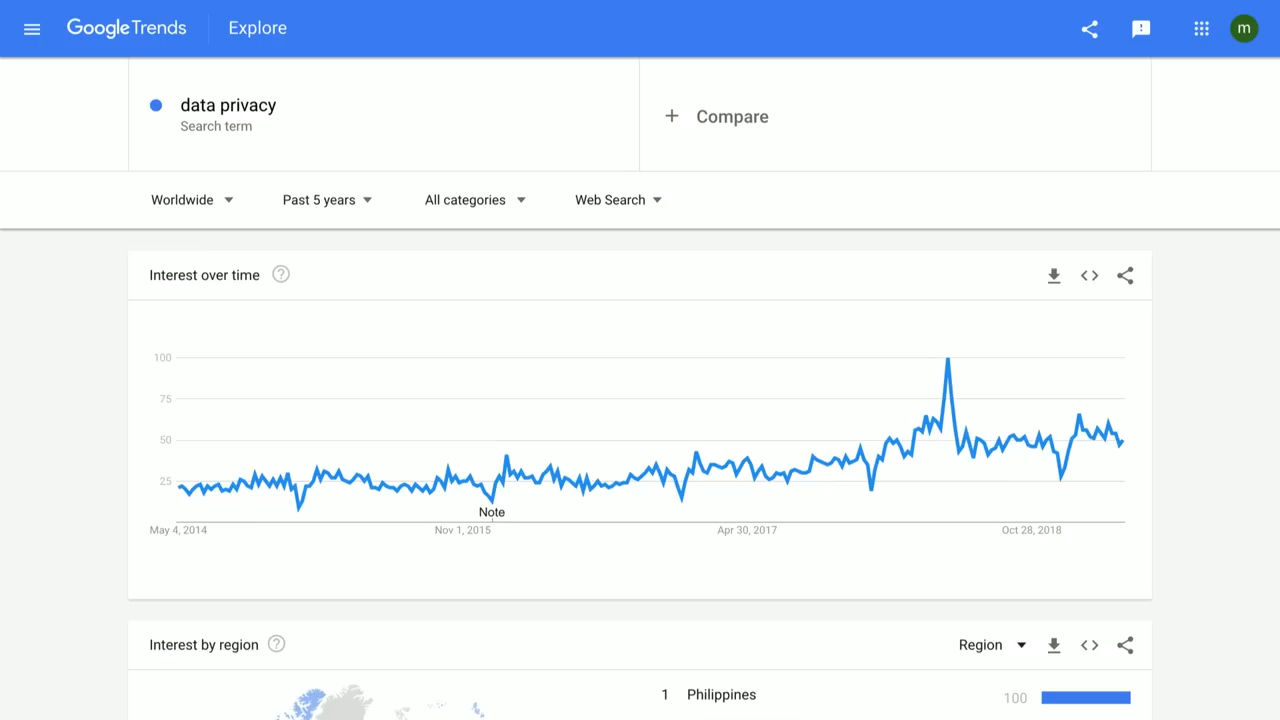 GoogleTrends Explore m
data privacy
Search term
+ Compare
Worldwide Past 5 years All categories Web Search
Interest over time ?
100
75
50
25
Note
May 4, 2014 Nov 1, 2015 Apr 30, 2017 Oct 28, 2018
Interest by region ? Region
1 Philippines 100